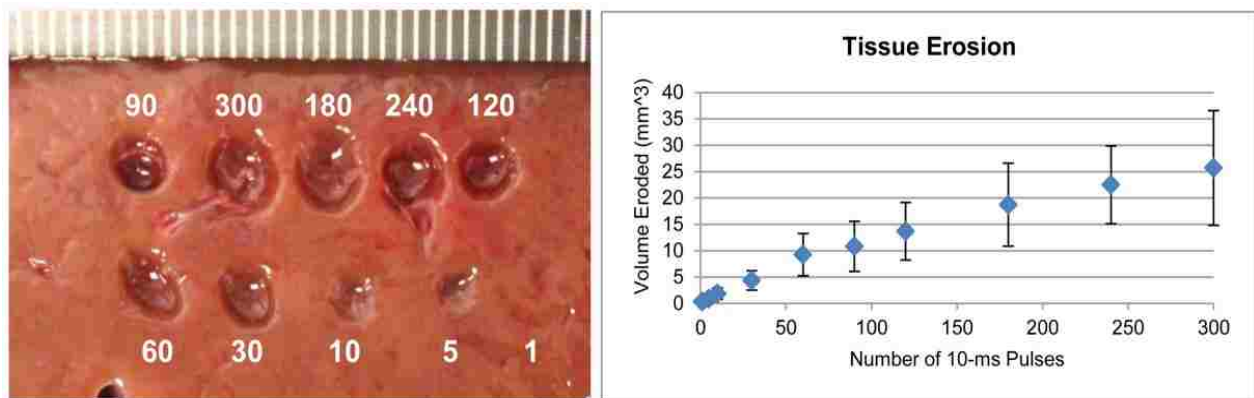 90 300 180 240 120
60 30 10 5 1
Tissue Erosion
Volume Eroded (mm^3)
40
35
30
25
20
15
10
5
0
0 50 100 150 200 250 300
Number of 10-ms Pulses